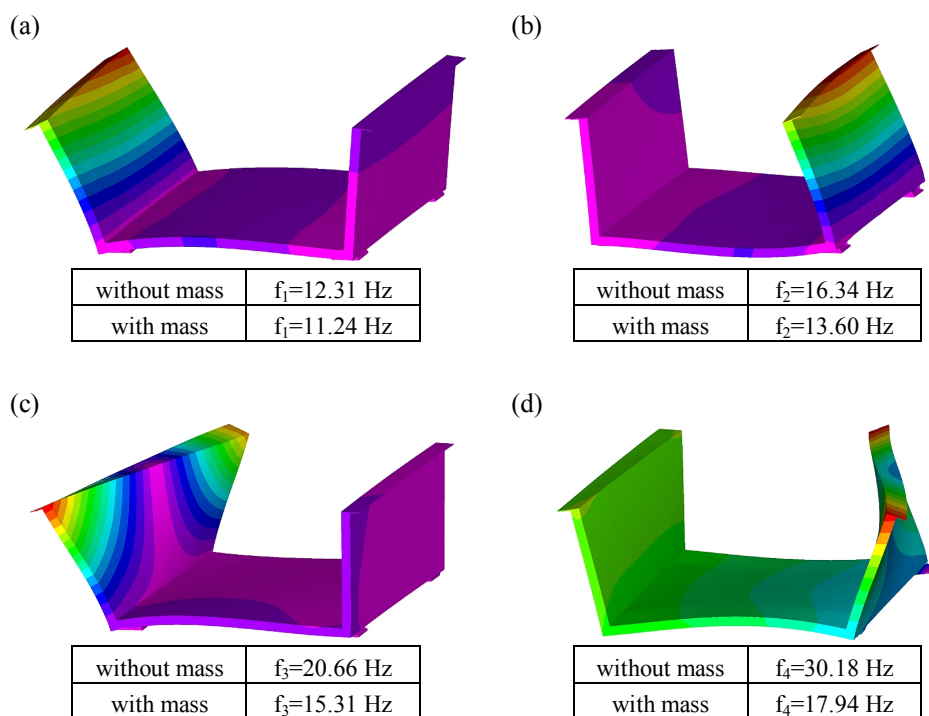 (a)
(b)
without mass f₁=12.31 Hz
with mass f₁=11.24 Hz
without mass f₂=16.34 Hz
with mass f₂=13.60 Hz
(c)
(d)
without mass f₃=20.66 Hz
with mass f₃=15.31 Hz
without mass f₄=30.18 Hz
with mass f₄=17.94 Hz